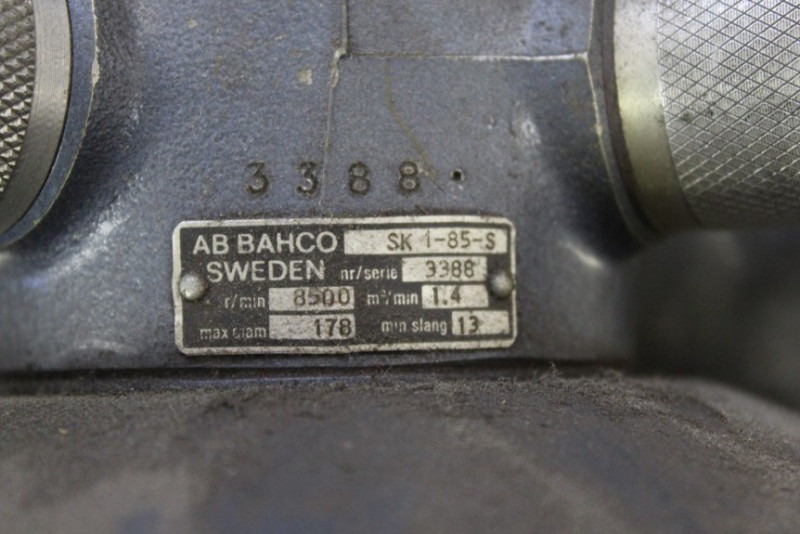 3388
AB BAHCO SK 1-85-S
SWEDEN nr/serie 3388
r/min 8500 m³/min 1.4
max diam 178 min slang 13